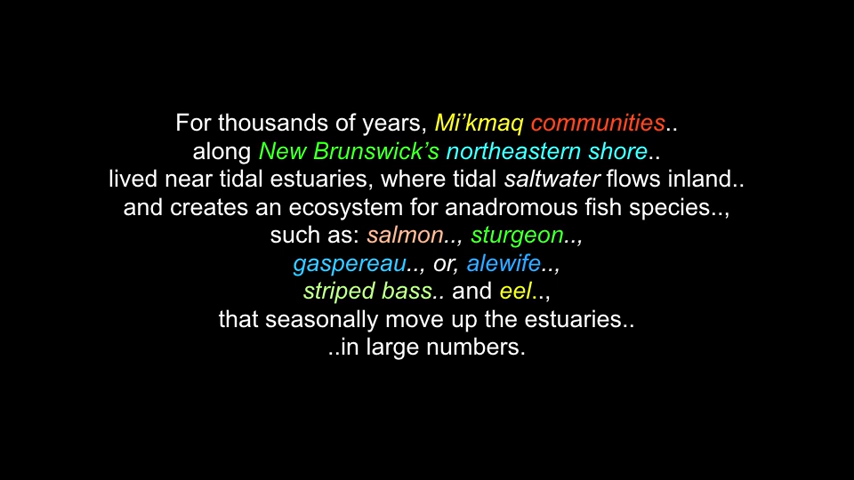 For thousands of years, Mi’kmaq communities..
along New Brunswick’s northeastern shore..
lived near tidal estuaries, where tidal saltwater flows inland..
and creates an ecosystem for anadromous fish species..,
such as: salmon.., sturgeon..,
gaspereau.., or, alewife..,
striped bass.. and eel..,
that seasonally move up the estuaries..
..in large numbers.